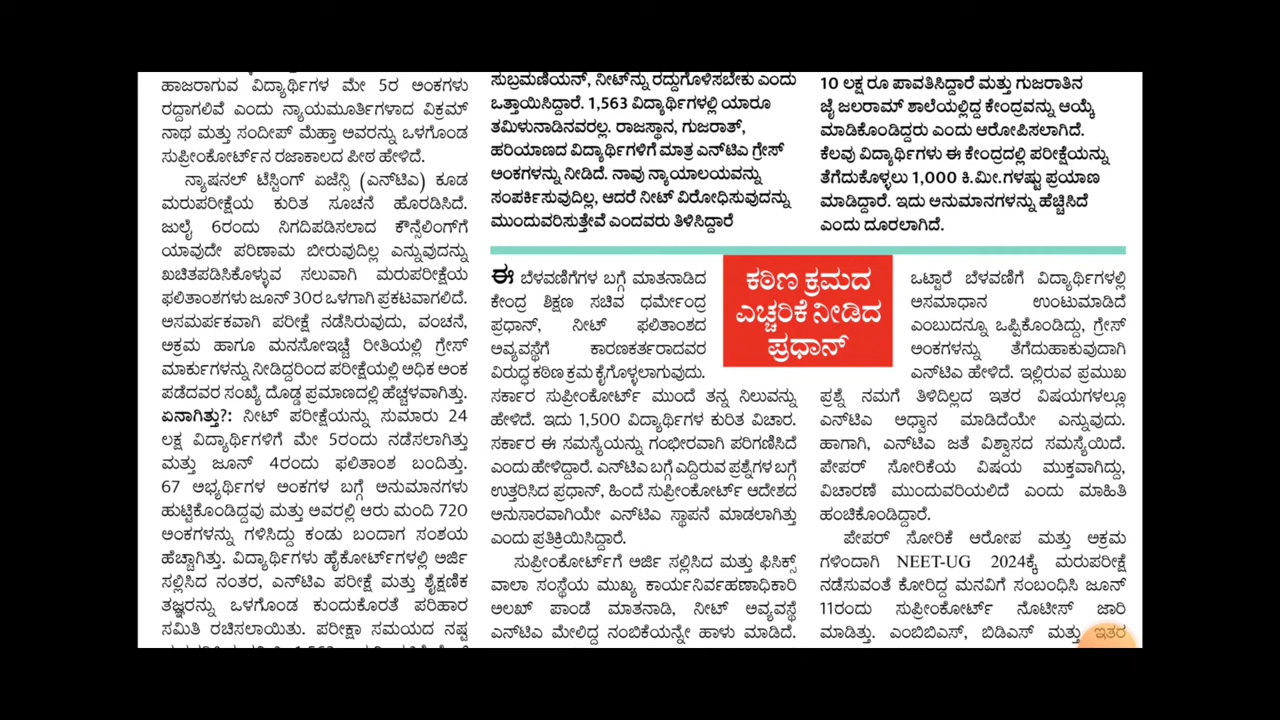 ಹಾಜರಾಗುವ ವಿದ್ಯಾರ್ಥಿಗಳ ಮೇ 5ರ ಅಂಕಗಳು
ರದ್ದಾಗಲಿವೆ ಎಂದು ನ್ಯಾಯಮೂರ್ತಿಗಳಾದ ವಿಕ್ರಮ್
ನಾಥ ಮತ್ತು ಸಂದೀಪ್ ಮೆಹ್ತಾ ಅವರನ್ನು ಒಳಗೊಂಡ
ಸುಪ್ರೀಂಕೋರ್ಟ್‌ನ ರಜಾಕಾಲದ ಪೀಠ ಹೇಳಿದೆ.
ನ್ಯಾಷನಲ್ ಟೆಸ್ಟಿಂಗ್ ಏಜೆನ್ಸಿ (ಎನ್‌ಟಿಎ) ಕೂಡ
ಮರುಪರೀಕ್ಷೆಯ ಕುರಿತ ಸೂಚನೆ ಹೊರಡಿಸಿದೆ.
ಜುಲೈ 6ರಂದು ನಿಗದಿಪಡಿಸಲಾದ ಕೌನ್ಸೆಲಿಂಗ್‌ಗೆ
ಯಾವುದೇ ಪರಿಣಾಮ ಬೀರುವುದಿಲ್ಲ ಎನ್ನುವುದನ್ನು
ಖಚಿತಪಡಿಸಿಕೊಳ್ಳುವ ಸಲುವಾಗಿ ಮರುಪರೀಕ್ಷೆಯ
ಫಲಿತಾಂಶಗಳು ಜೂನ್ 30ರ ಒಳಗಾಗಿ ಪ್ರಕಟವಾಗಲಿದೆ.
ಅಸಮರ್ಪಕವಾಗಿ ಪರೀಕ್ಷೆ ನಡೆಸಿರುವುದು, ವಂಚನೆ,
ಅಕ್ರಮ ಹಾಗೂ ಮನಸೋಇಚ್ಛೆ ರೀತಿಯಲ್ಲಿ ಗ್ರೇಸ್
ಮಾರ್ಕುಗಳನ್ನು ನೀಡಿದ್ದರಿಂದ ಪರೀಕ್ಷೆಯಲ್ಲಿ ಅಧಿಕ ಅಂಕ
ಪಡೆದವರ ಸಂಖ್ಯೆ ದೊಡ್ಡ ಪ್ರಮಾಣದಲ್ಲಿ ಹೆಚ್ಚಳವಾಗಿತ್ತು.
ಏನಾಗಿತ್ತು?: ನೀಟ್ ಪರೀಕ್ಷೆಯನ್ನು ಸುಮಾರು 24
ಲಕ್ಷ ವಿದ್ಯಾರ್ಥಿಗಳಿಗೆ ಮೇ 5ರಂದು ನಡೆಸಲಾಗಿತ್ತು
ಮತ್ತು ಜೂನ್ 4ರಂದು ಫಲಿತಾಂಶ ಬಂದಿತ್ತು.
67 ಅಭ್ಯರ್ಥಿಗಳ ಅಂಕಗಳ ಬಗ್ಗೆ ಅನುಮಾನಗಳು
ಹುಟ್ಟಿಕೊಂಡಿದ್ದವು ಮತ್ತು ಅವರಲ್ಲಿ ಆರು ಮಂದಿ 720
ಅಂಕಗಳನ್ನು ಗಳಿಸಿದ್ದು ಕಂಡು ಬಂದಾಗ ಸಂಶಯ
ಹೆಚ್ಚಾಗಿತ್ತು. ವಿದ್ಯಾರ್ಥಿಗಳು ಹೈಕೋರ್ಟ್‌ಗಳಲ್ಲಿ ಅರ್ಜಿ
ಸಲ್ಲಿಸಿದ ನಂತರ, ಎನ್‌ಟಿಎ ಪರೀಕ್ಷೆ ಮತ್ತು ಶೈಕ್ಷಣಿಕ
ತಜ್ಞರನ್ನು ಒಳಗೊಂಡ ಕುಂದುಕೊರತೆ ಪರಿಹಾರ
ಸಮಿತಿ ರಚಿಸಲಾಯಿತು. ಪರೀಕ್ಷಾ ಸಮಯದ ನಷ್ಟ
ಸುಬ್ರಮಣಿಯನ್, ನೀಟ್‌ನ್ನು ರದ್ದುಗೊಳಿಸಬೇಕು ಎಂದು
ಒತ್ತಾಯಿಸಿದ್ದಾರೆ. 1,563 ವಿದ್ಯಾರ್ಥಿಗಳಲ್ಲಿ ಯಾರೂ
ತಮಿಳುನಾಡಿನವರಲ್ಲ. ರಾಜಸ್ಥಾನ, ಗುಜರಾತ್,
ಹರಿಯಾಣದ ವಿದ್ಯಾರ್ಥಿಗಳಿಗೆ ಮಾತ್ರ ಎನ್‌ಟಿಎ ಗ್ರೇಸ್
ಅಂಕಗಳನ್ನು ನೀಡಿದೆ. ನಾವು ನ್ಯಾಯಾಲಯವನ್ನು
ಸಂಪರ್ಕಿಸುವುದಿಲ್ಲ, ಆದರೆ ನೀಟ್ ವಿರೋಧಿಸುವುದನ್ನು
ಮುಂದುವರಿಸುತ್ತೇವೆ ಎಂದವರು ತಿಳಿಸಿದ್ದಾರೆ
10 ಲಕ್ಷ ರೂ ಪಾವತಿಸಿದ್ದಾರೆ ಮತ್ತು ಗುಜರಾತಿನ
ಜೈ ಜಲರಾಮ್ ಶಾಲೆಯಲ್ಲಿದ್ದ ಕೇಂದ್ರವನ್ನು ಆಯ್ಕೆ
ಮಾಡಿಕೊಂಡಿದ್ದರು ಎಂದು ಆರೋಪಿಸಲಾಗಿದೆ.
ಕೆಲವು ವಿದ್ಯಾರ್ಥಿಗಳು ಈ ಕೇಂದ್ರದಲ್ಲಿ ಪರೀಕ್ಷೆಯನ್ನು
ತೆಗೆದುಕೊಳ್ಳಲು 1,000 ಕಿ.ಮೀ.ಗಳಷ್ಟು ಪ್ರಯಾಣ
ಮಾಡಿದ್ದಾರೆ. ಇದು ಅನುಮಾನಗಳನ್ನು ಹೆಚ್ಚಿಸಿದೆ
ಎಂದು ದೂರಲಾಗಿದೆ.
ಕಠಿಣ ಕ್ರಮದ
ಎಚ್ಚರಿಕೆ ನೀಡಿದ
ಪ್ರಧಾನ್
ಈ ಬೆಳವಣಿಗೆಗಳ ಬಗ್ಗೆ ಮಾತನಾಡಿದ
ಕೇಂದ್ರ ಶಿಕ್ಷಣ ಸಚಿವ ಧರ್ಮೇಂದ್ರ
ಪ್ರಧಾನ್, ನೀಟ್ ಫಲಿತಾಂಶದ
ಅವ್ಯವಸ್ಥೆಗೆ ಕಾರಣಕರ್ತರಾದವರ
ವಿರುದ್ಧ ಕಠಿಣ ಕ್ರಮ ಕೈಗೊಳ್ಳಲಾಗುವುದು.
ಸರ್ಕಾರ ಸುಪ್ರೀಂಕೋರ್ಟ್ ಮುಂದೆ ತನ್ನ ನಿಲುವನ್ನು
ಹೇಳಿದೆ. ಇದು 1,500 ವಿದ್ಯಾರ್ಥಿಗಳ ಕುರಿತ ವಿಚಾರ.
ಸರ್ಕಾರ ಈ ಸಮಸ್ಯೆಯನ್ನು ಗಂಭೀರವಾಗಿ ಪರಿಗಣಿಸಿದೆ
ಎಂದು ಹೇಳಿದ್ದಾರೆ. ಎನ್‌ಟಿಎ ಬಗ್ಗೆ ಎದ್ದಿರುವ ಪ್ರಶ್ನೆಗಳ ಬಗ್ಗೆ
ಉತ್ತರಿಸಿದ ಪ್ರಧಾನ್, ಹಿಂದೆ ಸುಪ್ರೀಂಕೋರ್ಟ್ ಆದೇಶದ
ಅನುಸಾರವಾಗಿಯೇ ಎನ್‌ಟಿಎ ಸ್ಥಾಪನೆ ಮಾಡಲಾಗಿತ್ತು
ಎಂದು ಪ್ರತಿಕ್ರಿಯಿಸಿದ್ದಾರೆ.
ಸುಪ್ರೀಂಕೋರ್ಟ್‌ಗೆ ಅರ್ಜಿ ಸಲ್ಲಿಸಿದ ಮತ್ತು ಫಿಸಿಕ್ಸ್
ವಾಲಾ ಸಂಸ್ಥೆಯ ಮುಖ್ಯ ಕಾರ್ಯನಿರ್ವಹಣಾಧಿಕಾರಿ
ಅಲಖ್ ಪಾಂಡೆ ಮಾತನಾಡಿ, ನೀಟ್ ಅವ್ಯವಸ್ಥೆ
ಎನ್‌ಟಿಎ ಮೇಲಿದ್ದ ನಂಬಿಕೆಯನ್ನೇ ಹಾಳು ಮಾಡಿದೆ.
ಒಟ್ಟಾರೆ ಬೆಳವಣಿಗೆ ವಿದ್ಯಾರ್ಥಿಗಳಲ್ಲಿ
ಅಸಮಾಧಾನ ಉಂಟುಮಾಡಿದೆ
ಎಂಬುದನ್ನೂ ಒಪ್ಪಿಕೊಂಡಿದ್ದು, ಗ್ರೇಸ್
ಅಂಕಗಳನ್ನು ತೆಗೆದುಹಾಕುವುದಾಗಿ
ಎನ್‌ಟಿಎ ಹೇಳಿದೆ. ಇಲ್ಲಿರುವ ಪ್ರಮುಖ
ಪ್ರಶ್ನೆ ನಮಗೆ ತಿಳಿದಿಲ್ಲದ ಇತರ ವಿಷಯಗಳಲ್ಲೂ
ಎನ್‌ಟಿಎ ಅಧ್ವಾನ ಮಾಡಿದೆಯೇ ಎನ್ನುವುದು.
ಹಾಗಾಗಿ, ಎನ್‌ಟಿಎ ಜತೆ ವಿಶ್ವಾಸದ ಸಮಸ್ಯೆಯಿದೆ.
ಪೇಪರ್ ಸೋರಿಕೆಯ ವಿಷಯ ಮುಕ್ತವಾಗಿದ್ದು,
ವಿಚಾರಣೆ ಮುಂದುವರಿಯಲಿದೆ ಎಂದು ಮಾಹಿತಿ
ಹಂಚಿಕೊಂಡಿದ್ದಾರೆ.
ಪೇಪರ್ ಸೋರಿಕೆ ಆರೋಪ ಮತ್ತು ಆಕ್ರಮ
ಗಳಿಂದಾಗಿ NEET-UG 2024ಕ್ಕೆ ಮರುಪರೀಕ್ಷೆ
ನಡೆಸುವಂತೆ ಕೋರಿದ್ದ ಮನವಿಗೆ ಸಂಬಂಧಿಸಿ ಜೂನ್
11ರಂದು ಸುಪ್ರೀಂಕೋರ್ಟ್ ನೊಟೀಸ್ ಜಾರಿ
ಮಾಡಿತ್ತು. ಎಂಬಿಬಿಎಸ್, ಬಿಡಿಎಸ್ ಮತ್ತು ಇತರ